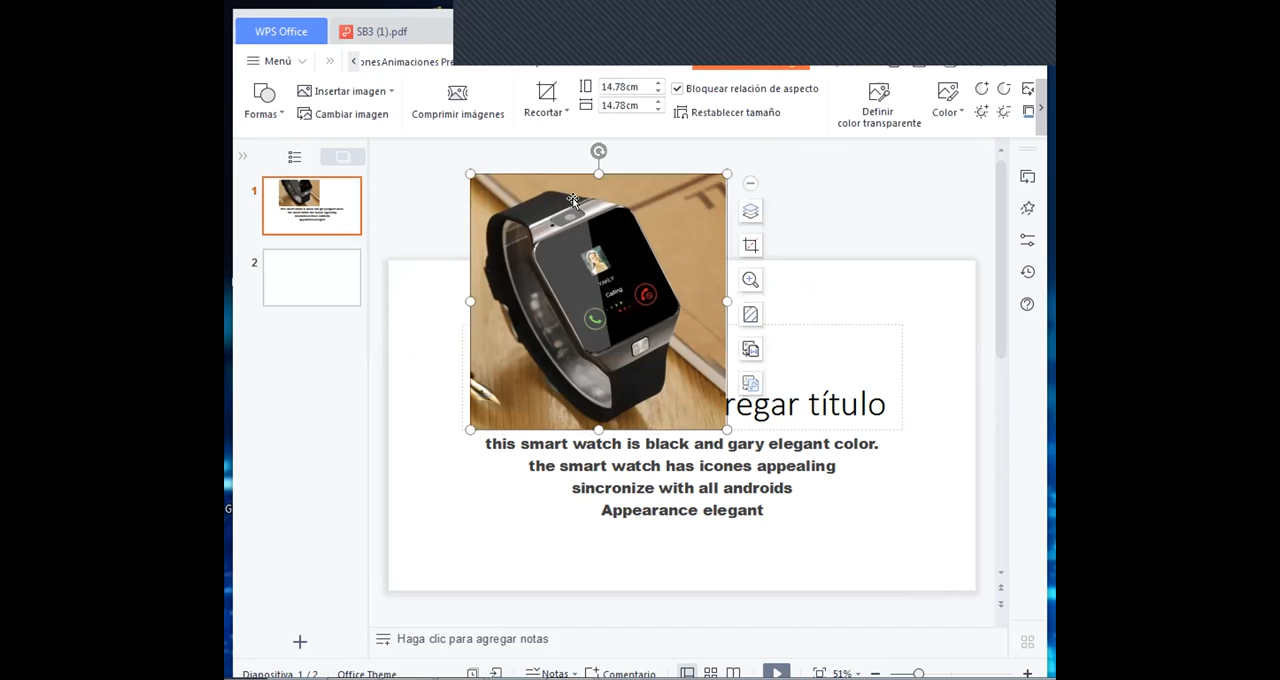 WPS Office
SB3 (1).pdf
Menú
onesAnimaciones Pre
Formas
Insertar imagen
Cambiar imagen
Comprimir imágenes
Recortar
14.78cm
14.78cm
Bloquear relación de aspecto
Restablecer tamaño
Definir
color transparente
Color
1
2
Calling
regar título
this smart watch is black and gary elegant color.
the smart watch has icones appealing
sincronize with all androids
Appearance elegant
G
Haga clic para agregar notas
Diapositiva 1 / 2
Office Theme
Notas
Comentario
51%